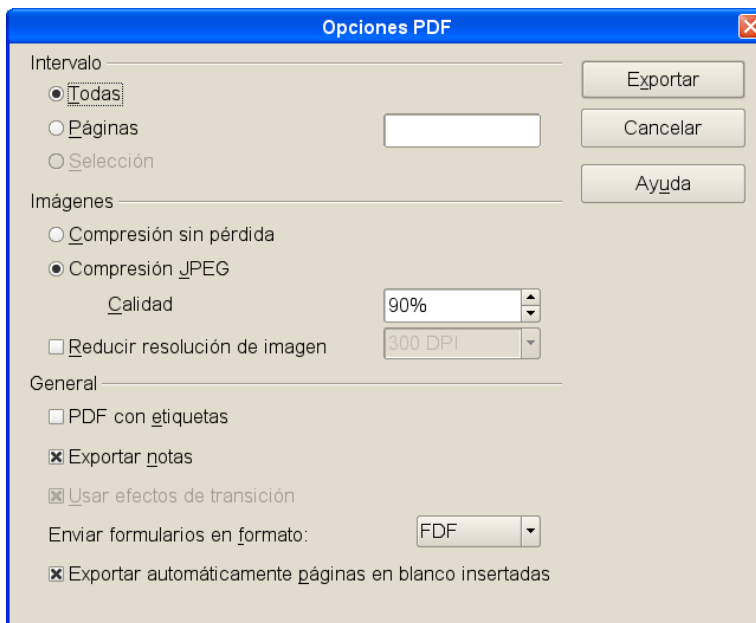 Opciones PDF
Intervalo
Todas
Páginas
Selección
Exportar
Cancelar
Ayuda
Imágenes
Compresión sin pérdida
Compresión JPEG
Calidad 90%
Reducir resolución de imagen 300 DPI
General
PDF con etiquetas
Exportar notas
Usar efectos de transición
Enviar formularios en formato: FDF
Exportar automáticamente páginas en blanco insertadas